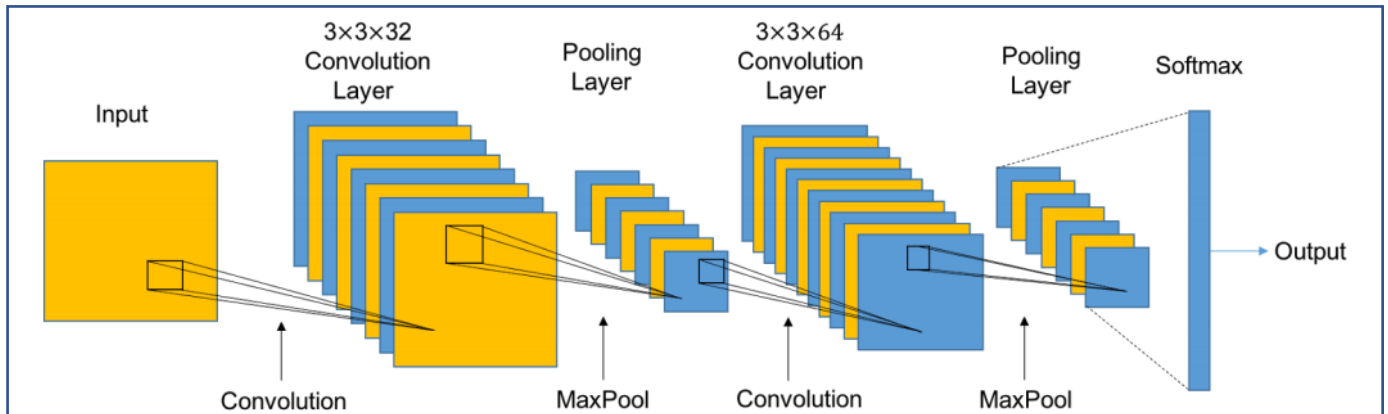 Input
3×3×32
Convolution
Layer
Pooling
Layer
3×3×64
Convolution
Layer
Pooling
Layer
Softmax
Output
Convolution
MaxPool
Convolution
MaxPool